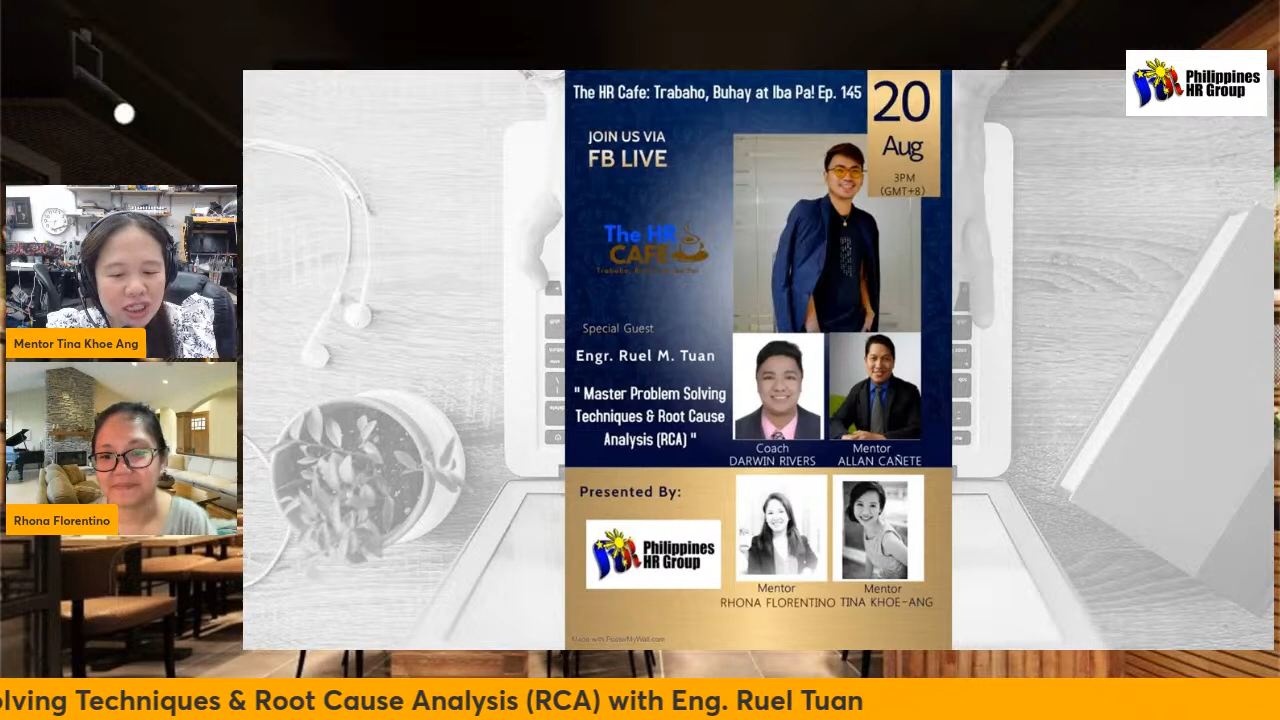 Philippines
HR Group
The HR Cafe: Trabaho, Buhay at Iba Pa! Ep. 145
20
Aug
3PM
(GMT+8)
JOIN US VIA
FB LIVE
The HR
CAFE
Special Guest
Engr. Ruel M. Tuan
" Master Problem Solving
Techniques & Root Cause
Analysis (RCA) "
Coach
DARWIN RIVERS
Mentor
ALLAN CAÑETE
Presented By:
Philippines
HR Group
Mentor
RHONA FLORENTINO
Mentor
TINA KHOE-ANG
Made with PosterMyWall.com
Mentor Tina Khoe Ang
Rhona Florentino
olving Techniques & Root Cause Analysis (RCA) with Eng. Ruel Tuan